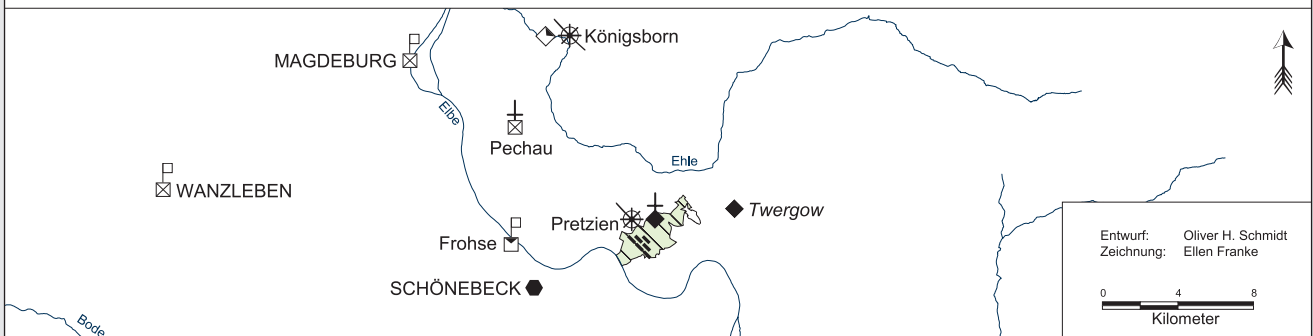 Königsborn
MAGDEBURG
Elbe
Pechau
Ehle
WANZLEBEN
Pretzien
Twergow
Frohse
SCHÖNEBECK
Bode
Entwurf: Oliver H. Schmidt
Zeichnung: Ellen Franke
0 4 8
Kilometer